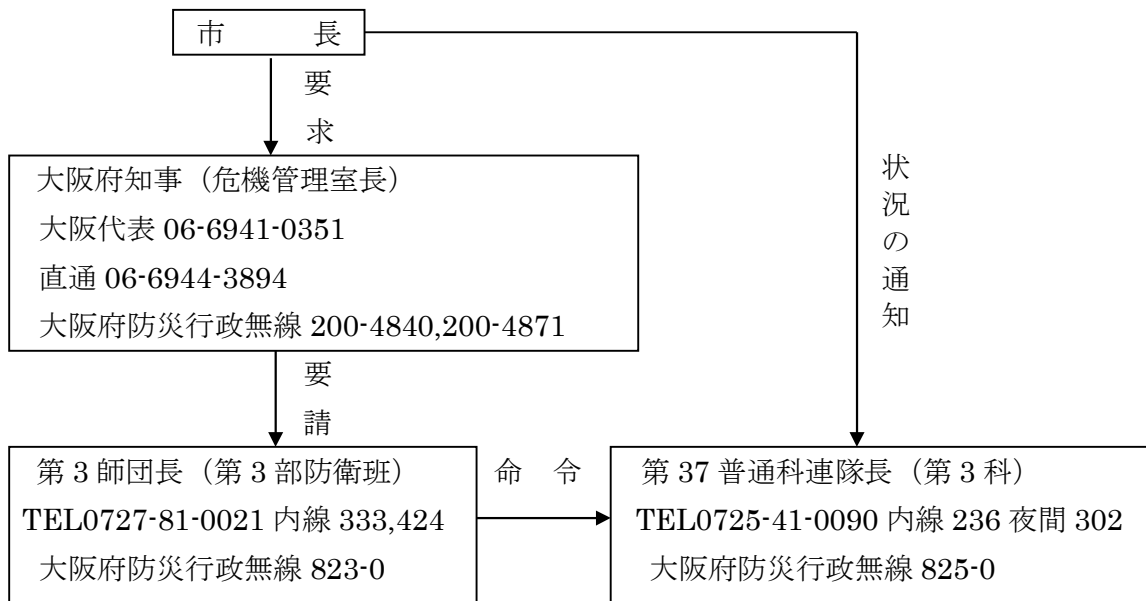 市　　長
要求
大阪府知事（危機管理室長）
大阪代表 06-6941-0351
直通 06-6944-3894
大阪府防災行政無線 200-4840,200-4871
状況の通知
要請
第 3 師団長（第 3 部防衛班）
TEL0727-81-0021 内線 333,424
大阪府防災行政無線 823-0
命　令
第 37 普通科連隊長（第 3 科）
TEL0725-41-0090 内線 236 夜間 302
大阪府防災行政無線 825-0